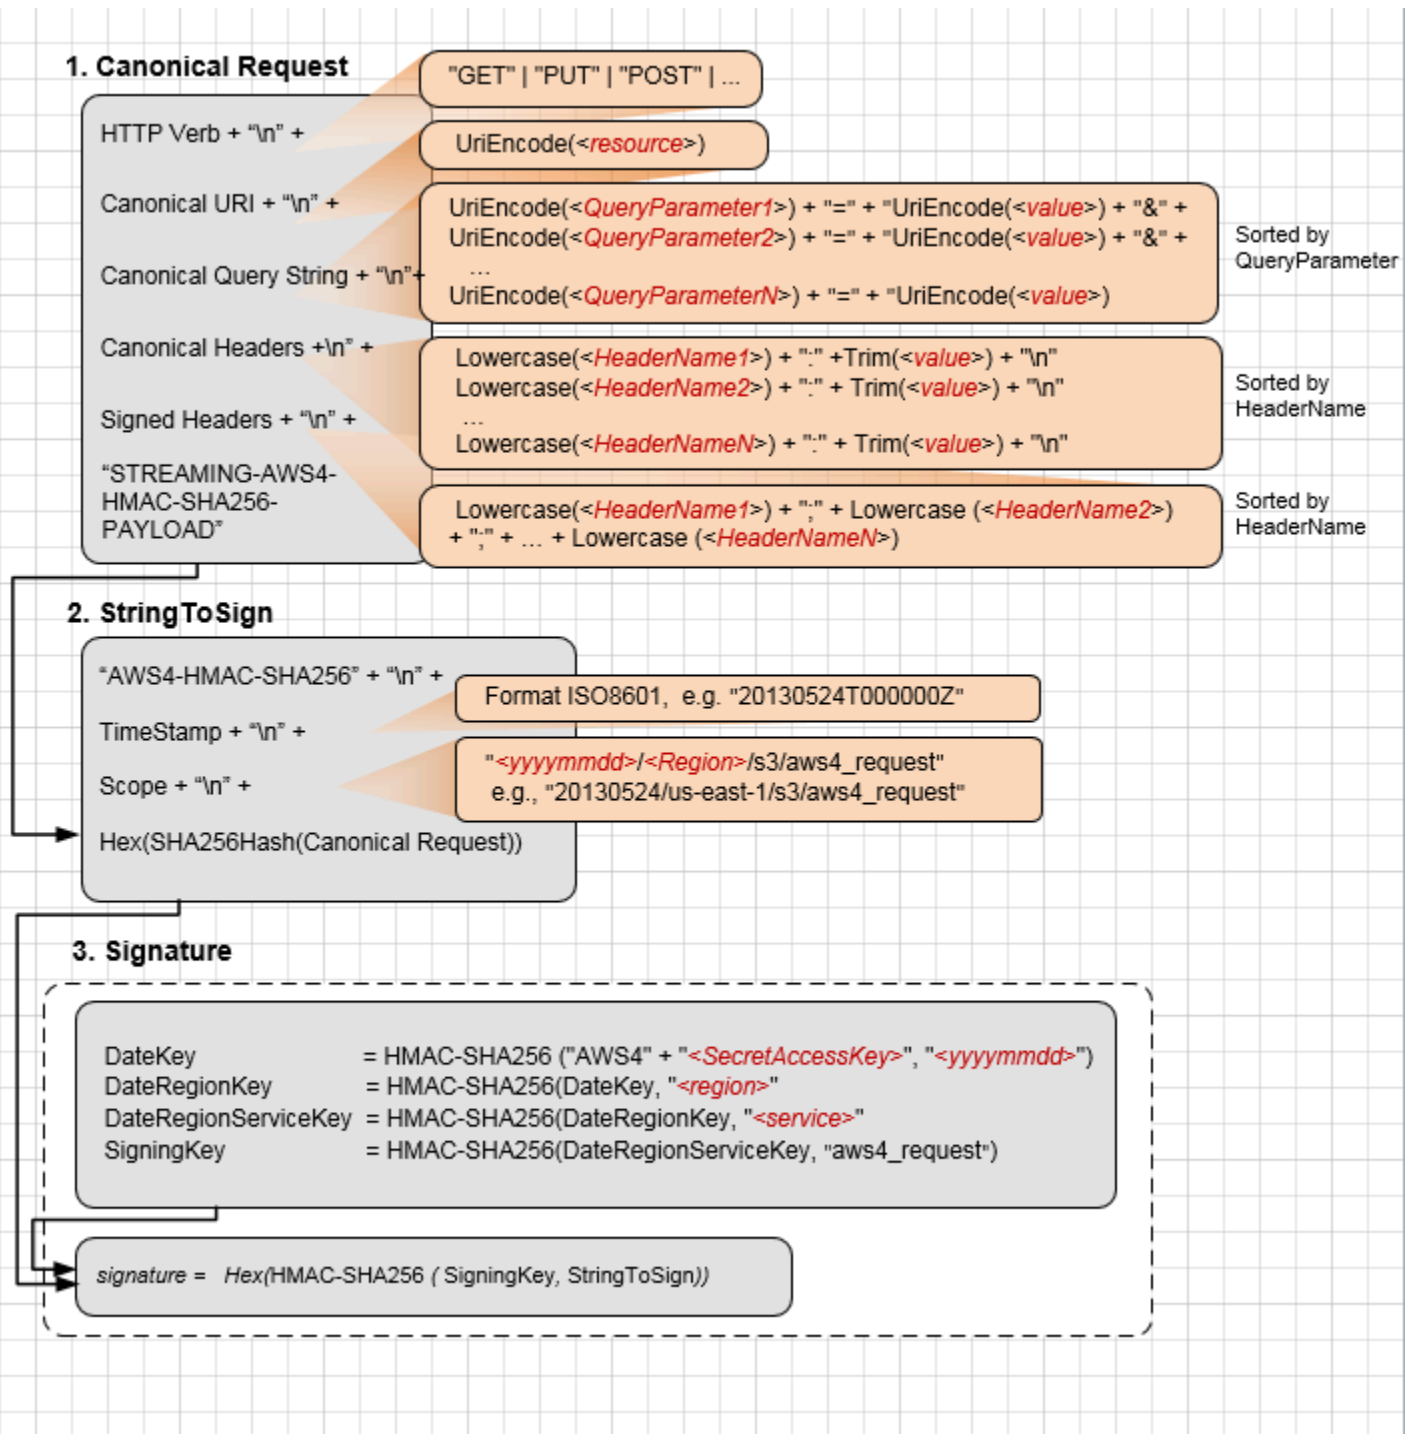 1. Canonical Request
"GET" | "PUT" | "POST" | ...
HTTP Verb + “\n” +
UriEncode(<resource>)
Canonical URI + “\n” +
UriEncode(<QueryParameter1>) + "=" + "UriEncode(<value>) + "&" +
UriEncode(<QueryParameter2>) + "=" + "UriEncode(<value>) + "&" +
...
UriEncode(<QueryParameterN>) + "=" + "UriEncode(<value>)
Sorted by
QueryParameter
Canonical Query String + “\n”+
Canonical Headers +\n” +
Lowercase(<HeaderName1>) + ":" +Trim(<value>) + "\n"
Lowercase(<HeaderName2>) + ":" + Trim(<value>) + "\n"
...
Lowercase(<HeaderNameN>) + ":" + Trim(<value>) + "\n"
Sorted by
HeaderName
Signed Headers + “\n” +
Lowercase(<HeaderName1>) + ";" + Lowercase (<HeaderName2>)
+ ";" + ... + Lowercase (<HeaderNameN>)
Sorted by
HeaderName
“STREAMING-AWS4-
HMAC-SHA256-
PAYLOAD”
2. StringToSign
“AWS4-HMAC-SHA256” + “\n” +
Format ISO8601, e.g. "20130524T000000Z"
TimeStamp + “\n” +
"<yyyymmdd>/<Region>/s3/aws4_request"
e.g., "20130524/us-east-1/s3/aws4_request"
Scope + “\n” +
Hex(SHA256Hash(Canonical Request))
3. Signature
DateKey = HMAC-SHA256 ("AWS4" + "<SecretAccessKey>", "<yyyymmdd>")
DateRegionKey = HMAC-SHA256(DateKey, "<region>"
DateRegionServiceKey = HMAC-SHA256(DateRegionKey, "<service>"
SigningKey = HMAC-SHA256(DateRegionServiceKey, "aws4_request")
signature = Hex(HMAC-SHA256 ( SigningKey, StringToSign))